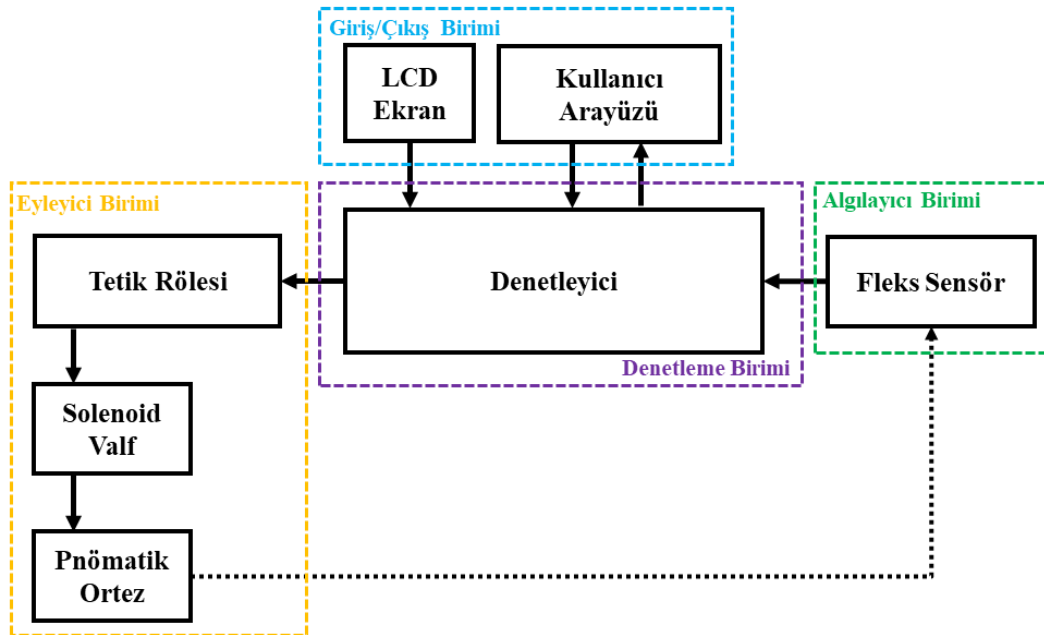 Giriş/Çıkış Birimi
LCD
Ekran
Kullanıcı
Arayüzü
Eyleyici Birimi
Algılayıcı Birimi
Tetik Rölesi
Denetleyici
Fleks Sensör
Denetleme Birimi
Solenoid
Valf
Pnömatik
Ortez